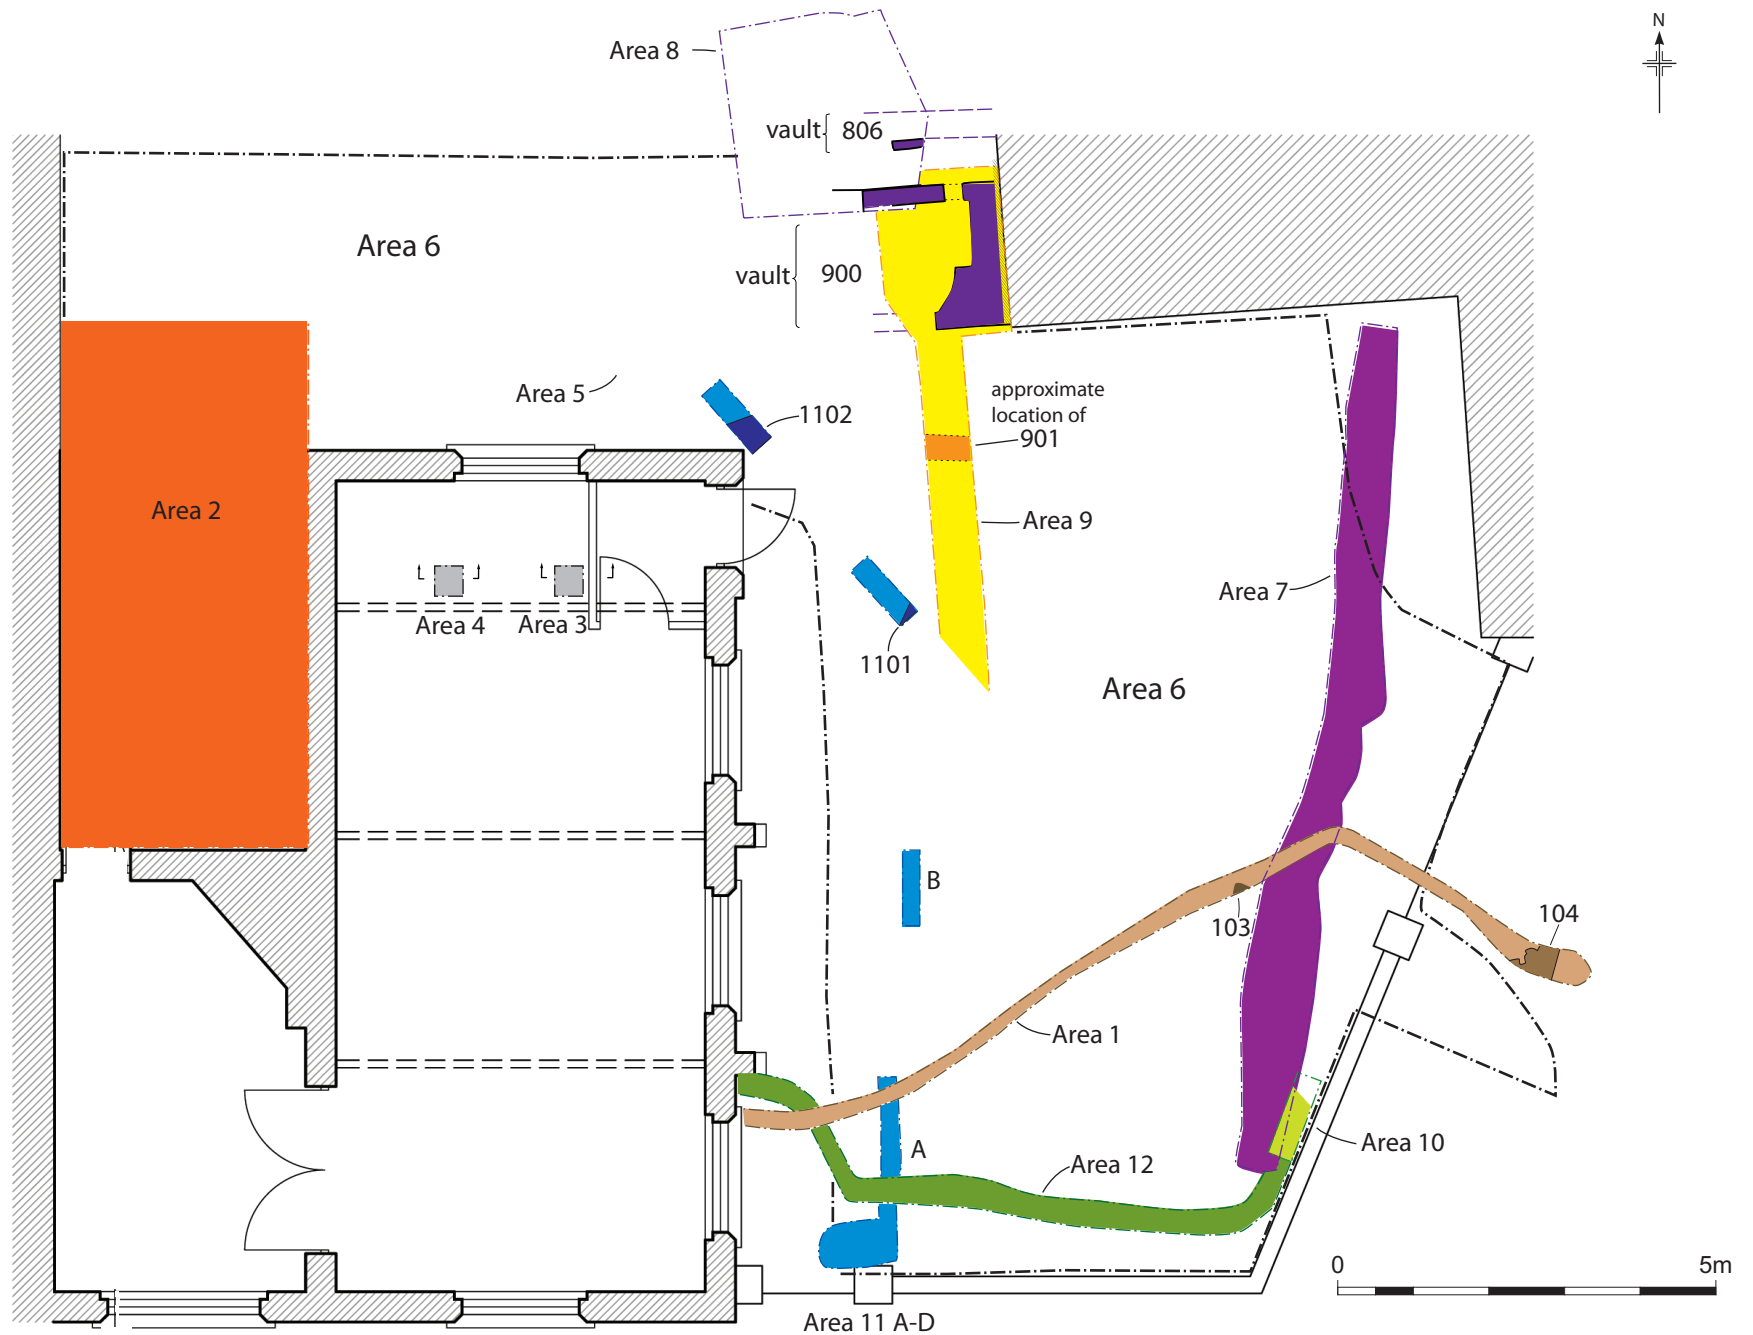 N
Area 8
vault 806
Area 6
vault 900
Area 5
1102
approximate
location of
901
Area 2
Area 9
Area 7
Area 4
Area 3
1101
Area 6
B
103
104
Area 1
A
Area 12
Area 10
0
5m
Area 11 A-D